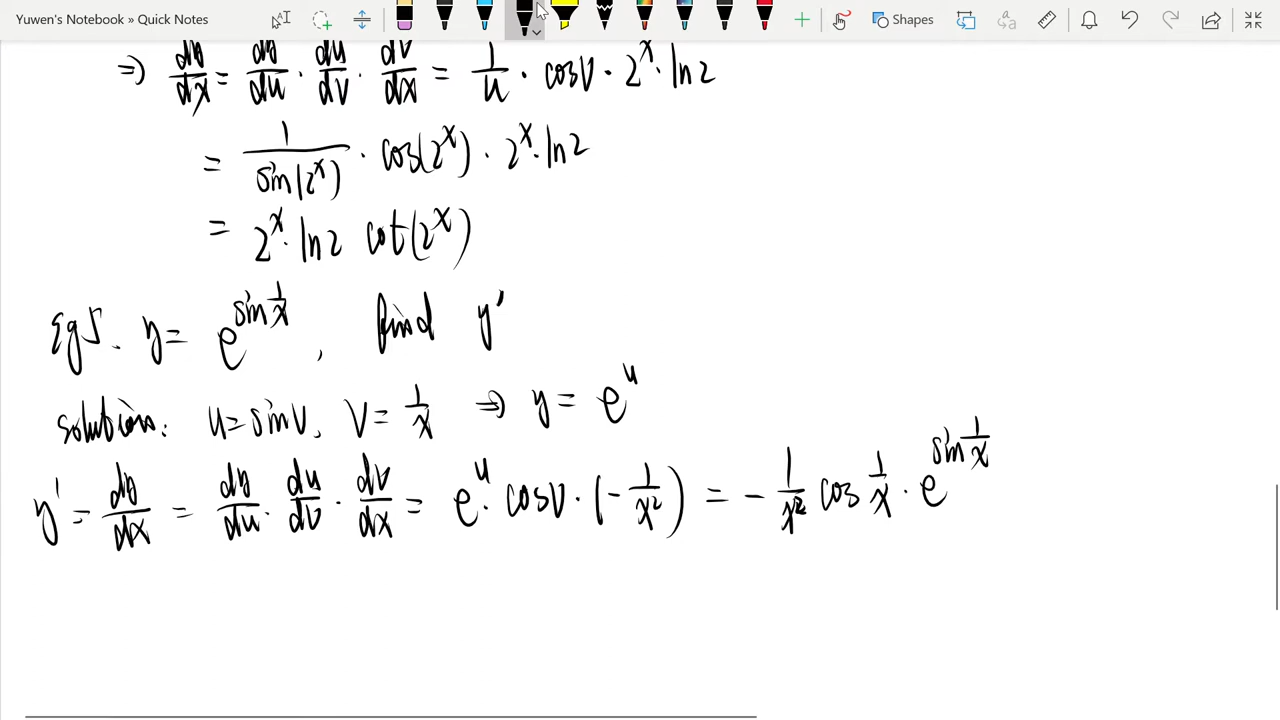 Yuwen's Notebook » Quick Notes Shapes
⇒) dy/dx = dy/du · du/dv · dv/dx = 1/u · cosv · 2^x · ln2
= 1/sin(2^x) · cos(2^x) · 2^x · ln2
= 2^x · ln2 cot(2^x)
Eg5. y = e^(sin 1/x), find y'
solution: u = sinv, v = 1/x ⇒ y = e^u
y' = dy/dx = dy/du · du/dv · dv/dx = e^u · cosv · (-1/x²) = -1/x² cos 1/x · e^(sin 1/x)